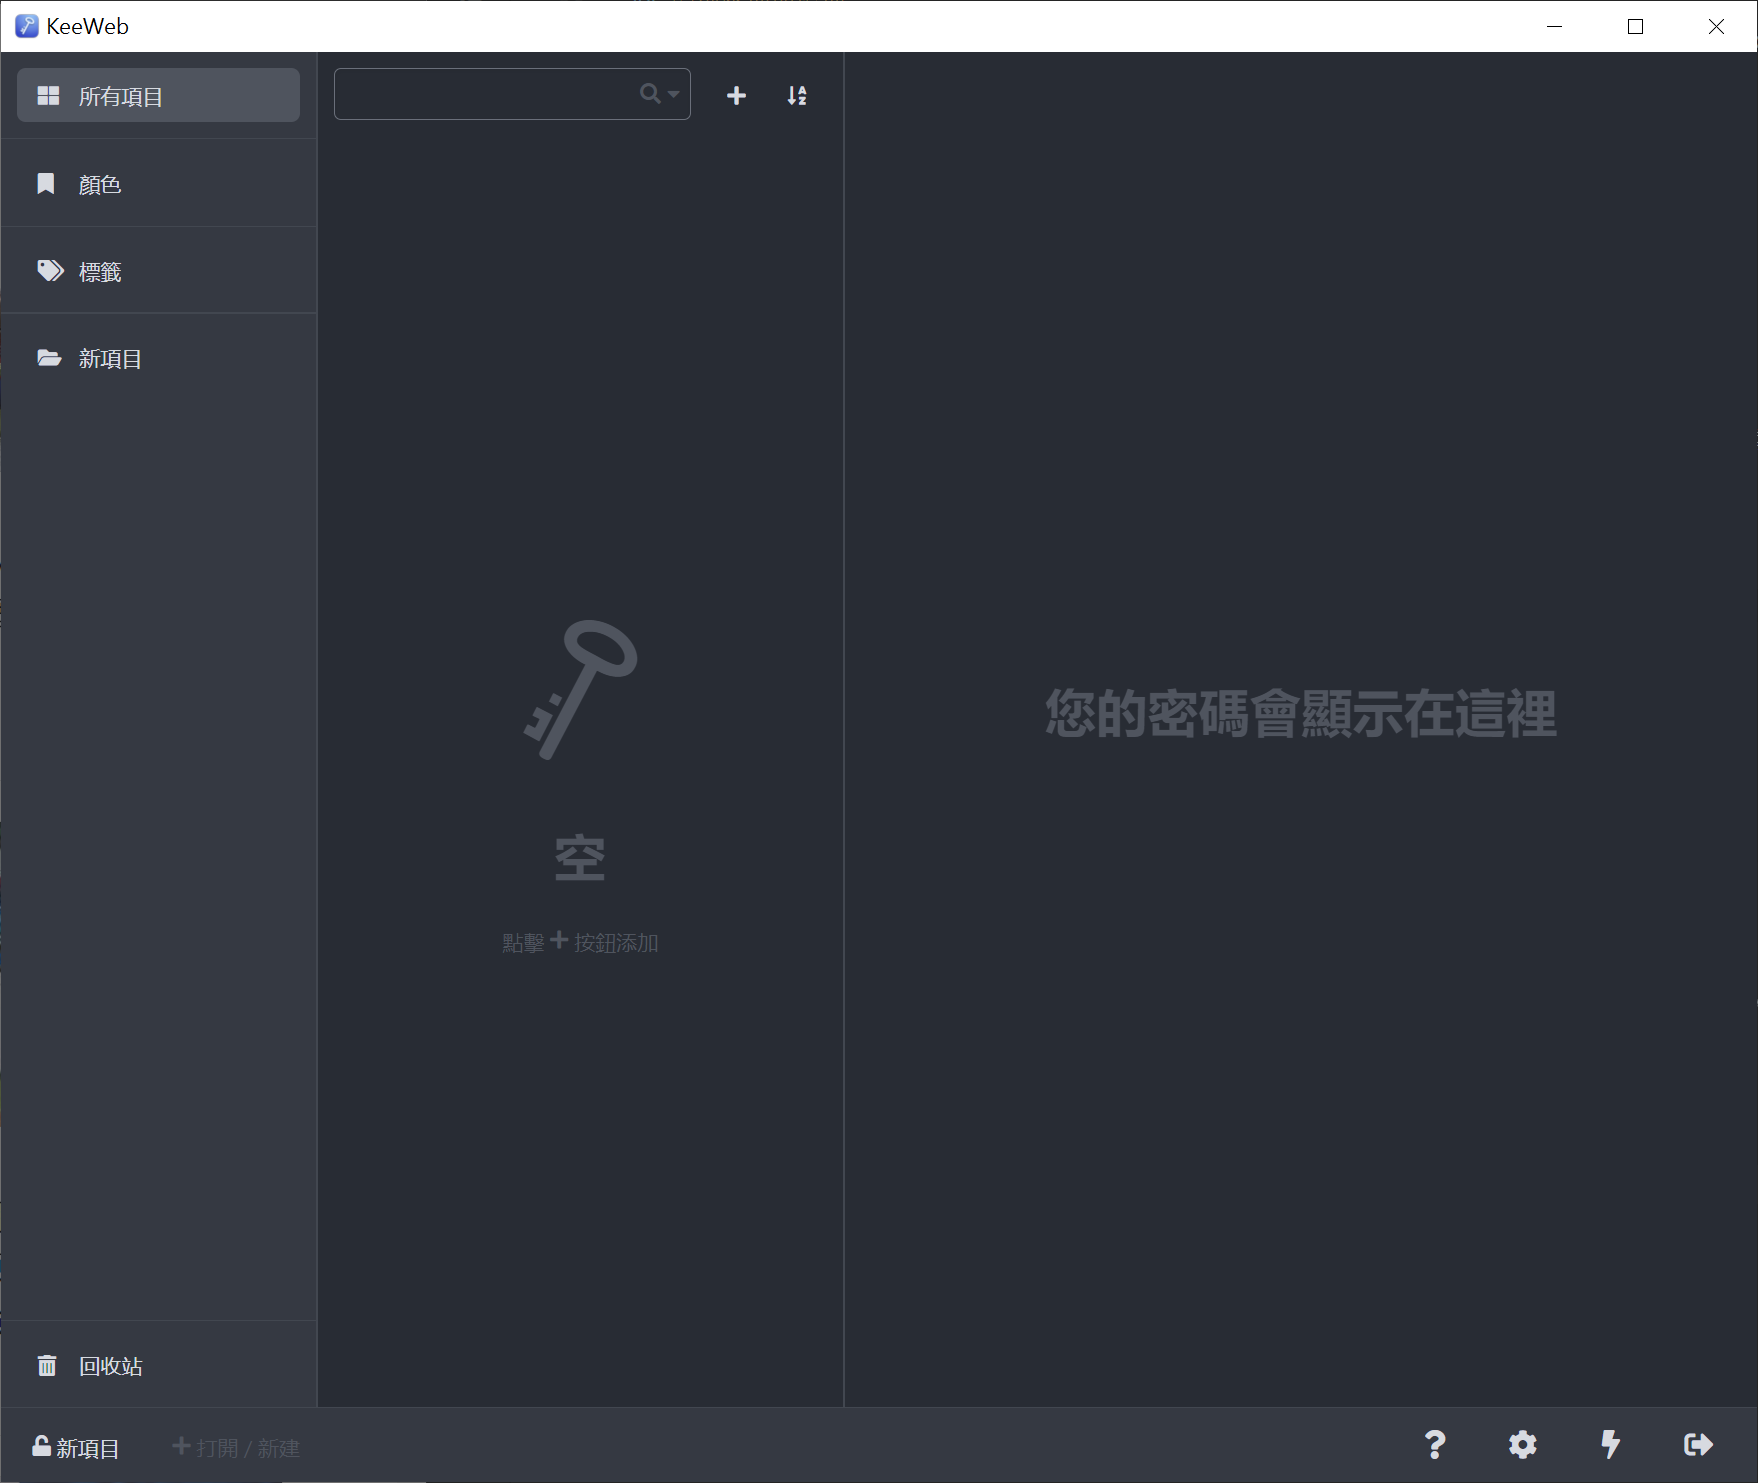 KeeWeb
所有項目
顏色
標籤
新項目
空
點擊 + 按鈕添加
您的密碼會顯示在這裡
回收站
新項目
+ 打開 / 新建